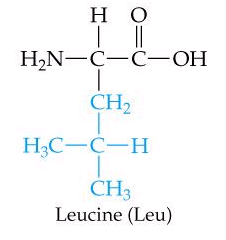 H O
H₂N—C—C—OH
CH₂
H₃C—C—H
CH₃
Leucine (Leu)